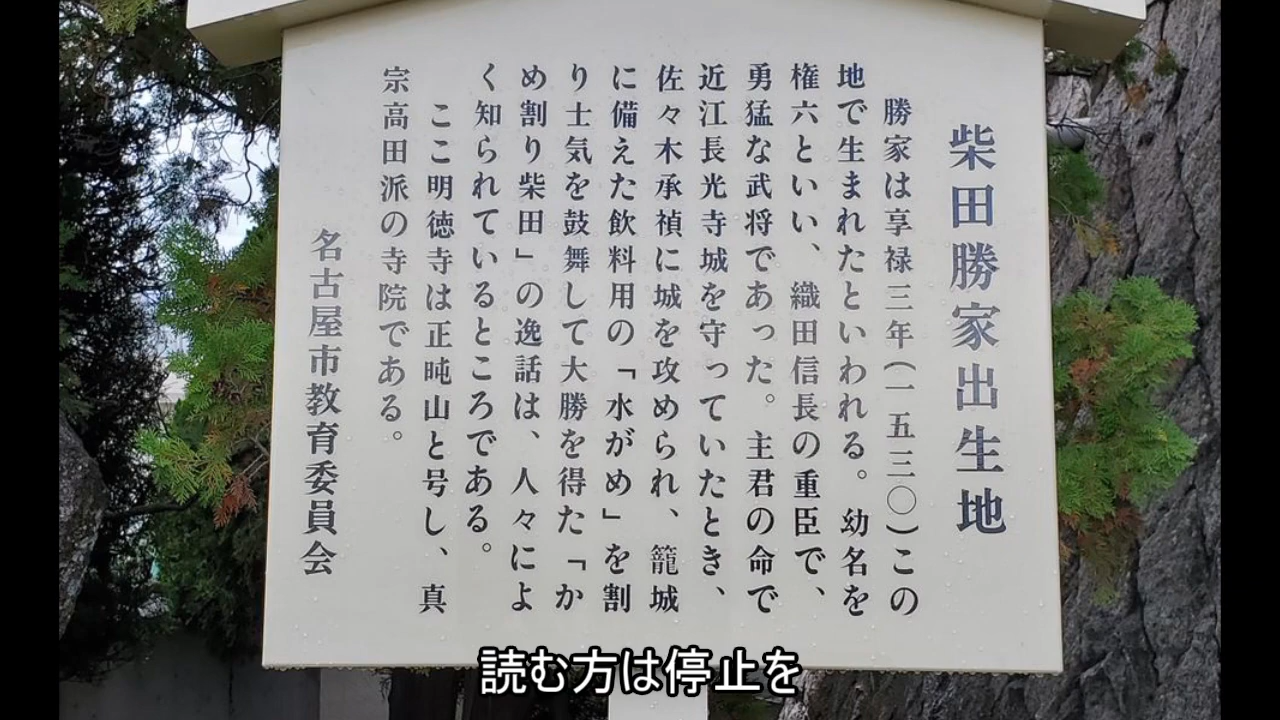 柴田勝家出生地
勝家は享禄三年(一五三〇)この
地で生まれたといわれる。幼名を
権六といい、織田信長の重臣で、
勇猛な武将であった。主君の命で
近江長光寺城を守っていたとき、
佐々木承禎に城を攻められ、籠城
に備えた飲料用の「水がめ」を割
り士気を鼓舞して大勝を得た「か
め割り柴田」の逸話は、人々によ
く知られているところである。
ここ明徳寺は正旽山と号し、真
宗高田派の寺院である。
名古屋市教育委員会
読む方は停止を